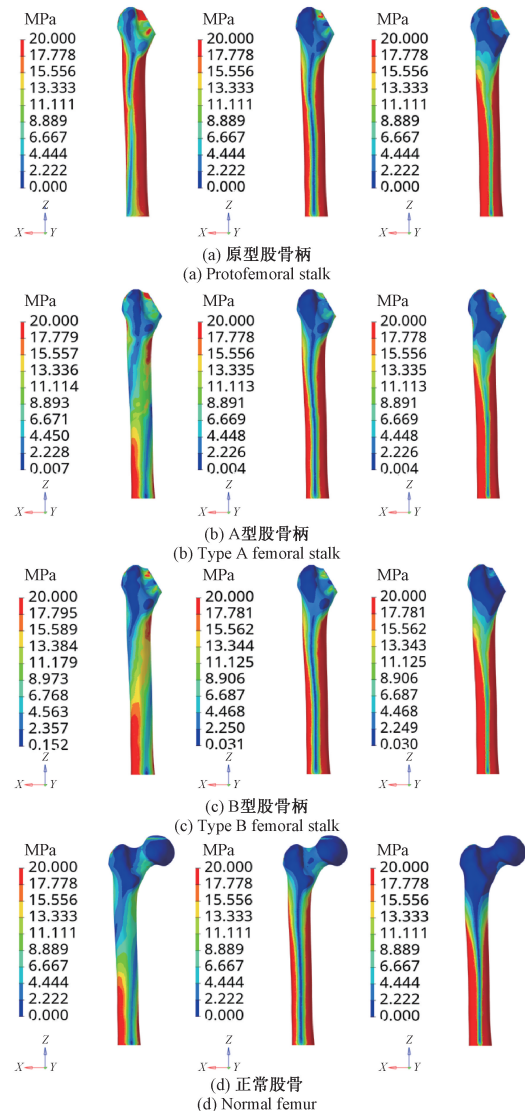 MPa
20.000
17.778
15.556
13.333
11.111
8.889
6.667
4.444
2.222
0.000
Z
X Y
MPa
20.000
17.778
15.556
13.333
11.111
8.889
6.667
4.444
2.222
0.000
Z
X Y
MPa
20.000
17.778
15.556
13.333
11.111
8.889
6.667
4.444
2.222
0.000
Z
X Y
(a) 原型股骨柄
(a) Protofemoral stalk
MPa
20.000
17.779
15.557
13.336
11.114
8.893
6.671
4.450
2.228
0.007
Z
X Y
MPa
20.000
17.778
15.557
13.335
11.113
8.891
6.669
4.448
2.226
0.004
Z
X Y
MPa
20.000
17.778
15.557
13.335
11.113
8.891
6.669
4.448
2.226
0.004
Z
X Y
(b) A型股骨柄
(b) Type A femoral stalk
MPa
20.000
17.795
15.589
13.384
11.179
8.973
6.768
4.563
2.357
0.152
Z
X Y
MPa
20.000
17.781
15.562
13.344
11.125
8.906
6.687
4.468
2.250
0.031
Z
X Y
MPa
20.000
17.781
15.562
13.343
11.125
8.906
6.687
4.468
2.249
0.030
Z
X Y
(c) B型股骨柄
(c) Type B femoral stalk
MPa
20.000
17.778
15.556
13.333
11.111
8.889
6.667
4.444
2.222
0.000
Z
X Y
MPa
20.000
17.778
15.556
13.333
11.111
8.889
6.667
4.444
2.222
0.000
Z
X Y
MPa
20.000
17.778
15.556
13.333
11.111
8.889
6.667
4.444
2.222
0.000
Z
X Y
(d) 正常股骨
(d) Normal femur